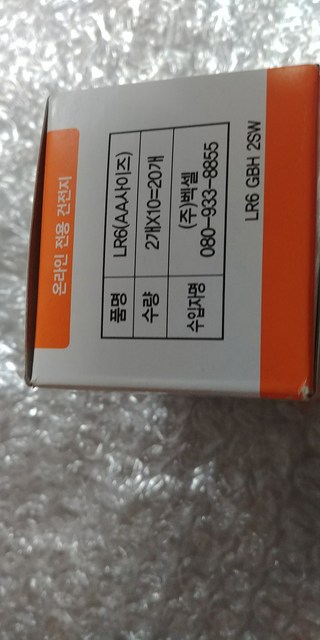 온라인 전용 건전지
품명 LR6(AA사이즈)
수량 2개X10=20개
수입자명 (주)벡셀
080-933-8855
LR6 GBH 2SW